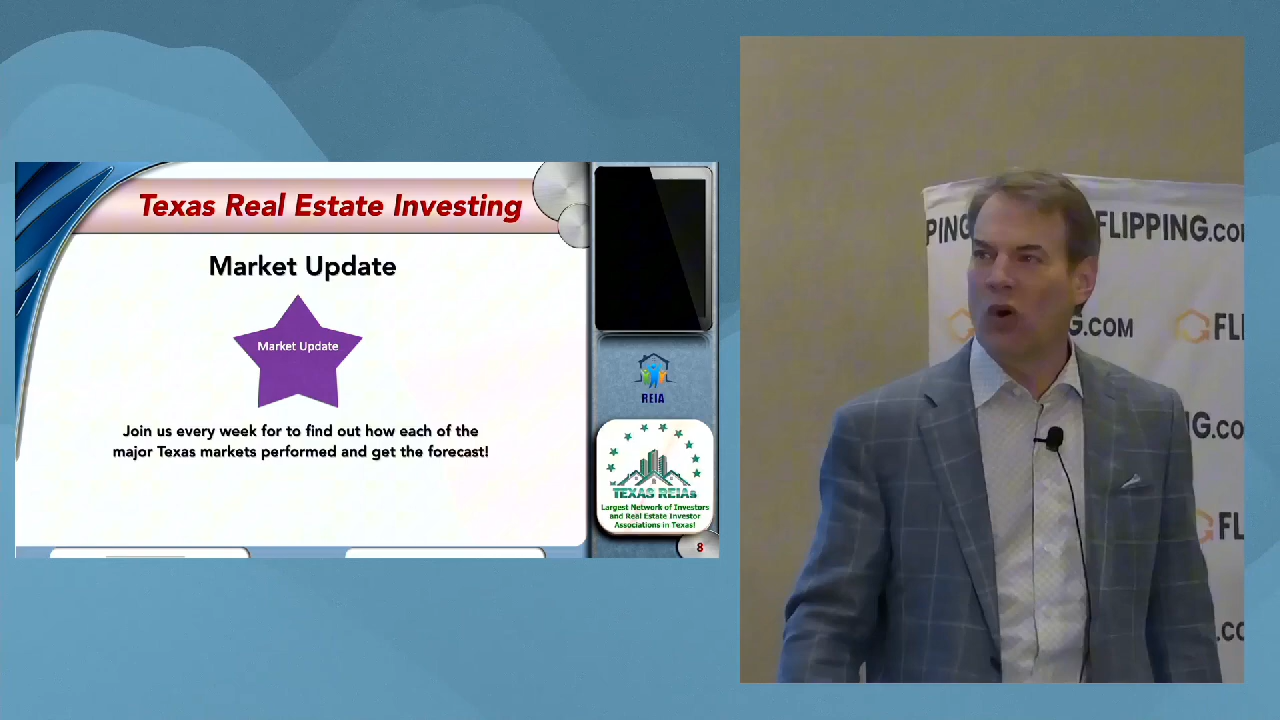 Texas Real Estate Investing
Market Update
Market Update
Join us every week for to find out how each of the
major Texas markets performed and get the forecast!
REIA
TEXAS REIAs
Largest Network of Investors
and Real Estate Investor
Associations in Texas!
8
PING
FLIPPING.COM
G.COM
FLI
G.CO
FL
.CO